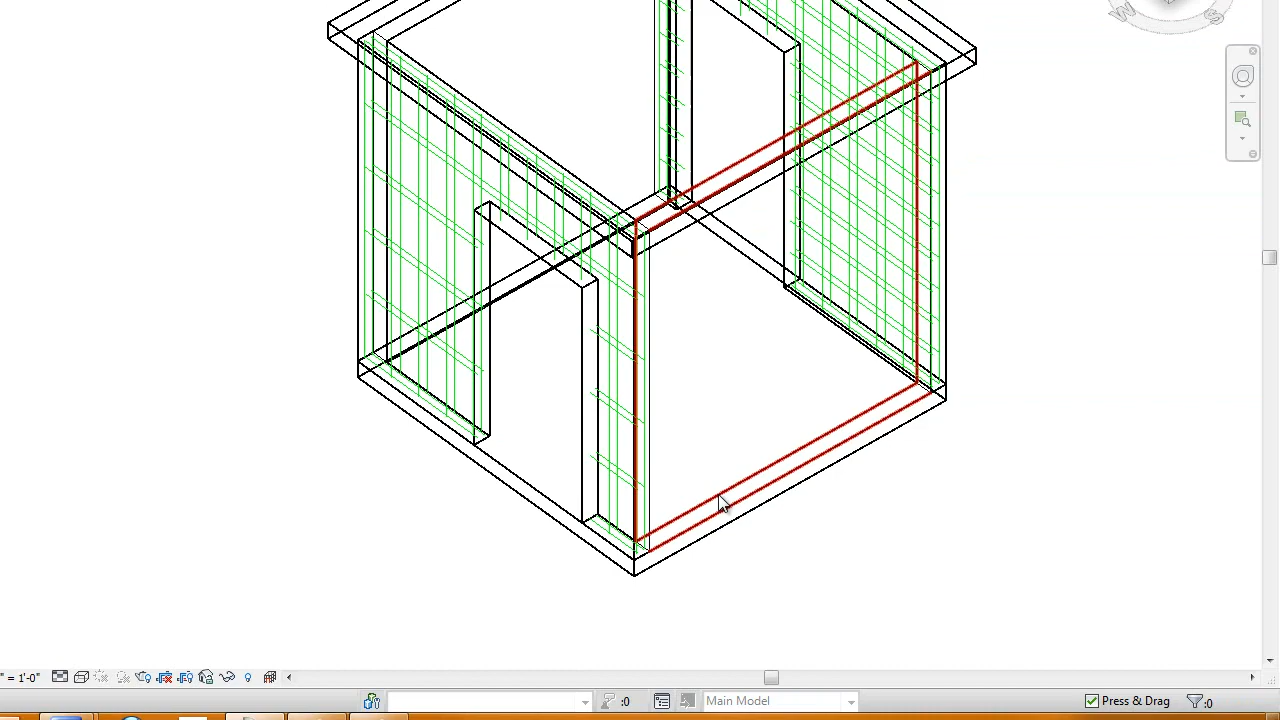 W S
" = 1'-0"
:0
Main Model
Press & Drag
:0